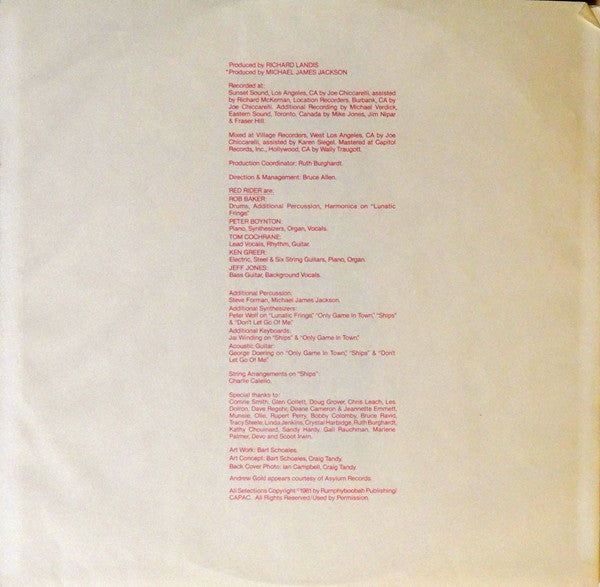 Produced by RICHARD LANDIS
*Produced by MICHAEL JAMES JACKSON
Recorded at:
Sunset Sound, Los Angeles, CA by Joe Chiccarelli, assisted
by Richard McKernan, Location Recorders, Burbank, CA by
Joe Chiccarelli. Additional Recording by Michael Verdick,
Eastern Sound, Toronto, Canada by Mike Jones, Jim Nipar
& Fraser Hill.
Mixed at Village Recorders, West Los Angeles, CA by Joe
Chiccarelli, assisted by Karen Siegel, Mastered at Capitol
Records, Inc., Hollywood, CA by Wally Traugott.
Production Coordinator: Ruth Burghardt.
Direction & Management: Bruce Allen.
RED RIDER are:
ROB BAKER:
Drums, Additional Percussion, Harmonica on "Lunatic
Fringe"
PETER BOYNTON:
Piano, Synthesizers, Organ, Vocals.
TOM COCHRANE:
Lead Vocals, Rhythm, Guitar.
KEN GREER:
Electric, Steel & Six String Guitars, Piano, Organ.
JEFF JONES:
Bass Guitar, Background Vocals.
Additional Percussion:
Steve Forman, Michael James Jackson.
Additional Synthesizers:
Peter Wolf on "Lunatic Fringe," "Only Game In Town," "Ships"
& "Don't Let Go Of Me."
Additional Keyboards:
Jai Winding on "Ships" & "Only Game In Town."
Acoustic Guitar:
George Doering on "Only Game In Town," "Ships" & "Don't
Let Go Of Me."
String Arrangements on "Ships":
Charlie Calello.
Special thanks to:
Connie Smith, Glen Collett, Doug Grover, Chris Leach, Les
Dave Deane Cameron & Jeannette Emmett,
Munsie, Ollie, Rupert Perry, Bobby Colomby, Bruce Ravid,
Tracy Steele, Linda Jenkins, Crystal Ruth Burghardt,
Kathy Chouinard, Sandy Hardy, Gail Rauchman, Marlene
Palmer, Devo and Scoot Irwin.
Art Work: Bart Schoales.
Art Concept: Bart Schoales, Craig Tandy.
Back Cover Photo: Ian Campbell, Craig Tandy
Andrew Gold appears courtesy of Asylum Records.
All Selections Copyright ©1981 by Rumphyboobah Publishing/
CAPAC. All Rights Reserved/Used by Permission.